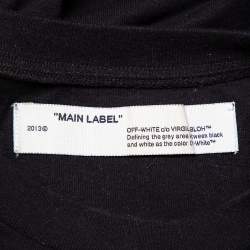 "MAIN LABEL"
2013©
OFF-WHITE c/o VIRGIL ABLOH™
Defining the grey area between black
and white as the color Off-White™